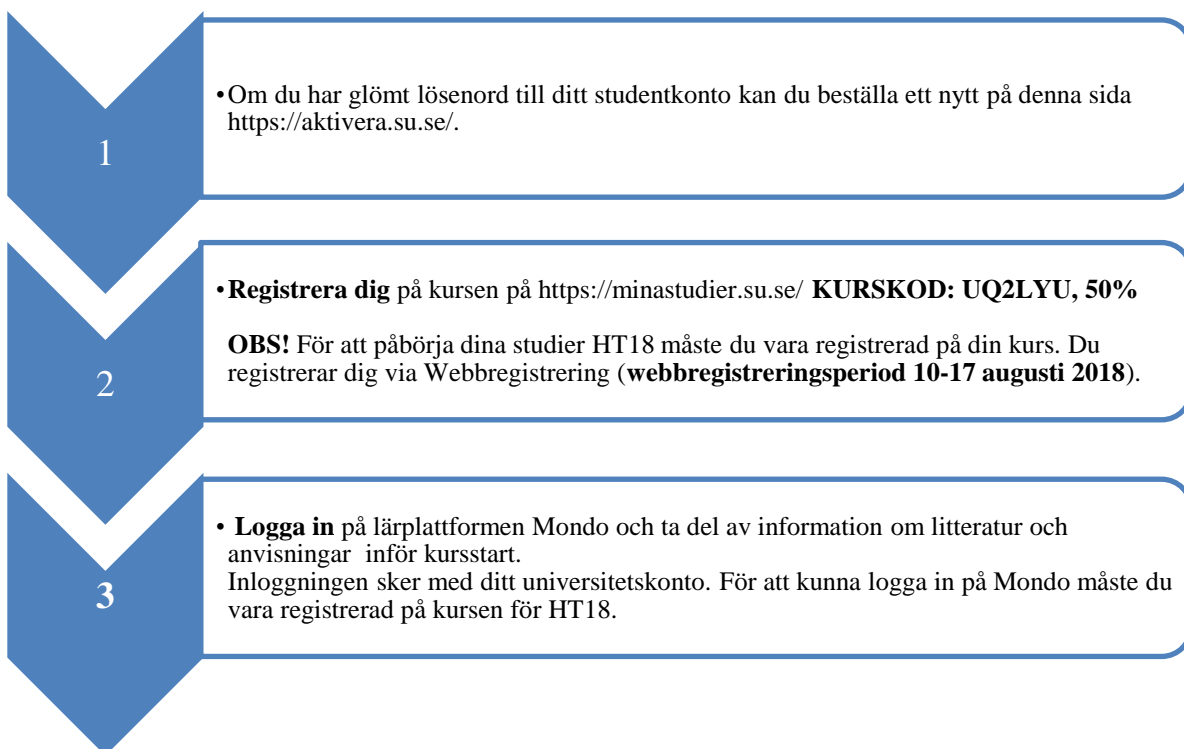 1
•Om du har glömt lösenord till ditt studentkonto kan du beställa ett nytt på denna sida
https://aktivera.su.se/.
2
•Registrera dig på kursen på https://minastudier.su.se/ KURSKOD: UQ2LYU, 50%
OBS! För att påbörja dina studier HT18 måste du vara registrerad på din kurs. Du
registrerar dig via Webbregistrering (webbregistreringsperiod 10-17 augusti 2018).
3
• Logga in på lärplattformen Mondo och ta del av information om litteratur och
anvisningar  inför kursstart.
Inloggningen sker med ditt universitetskonto. För att kunna logga in på Mondo måste du
vara registrerad på kursen för HT18.